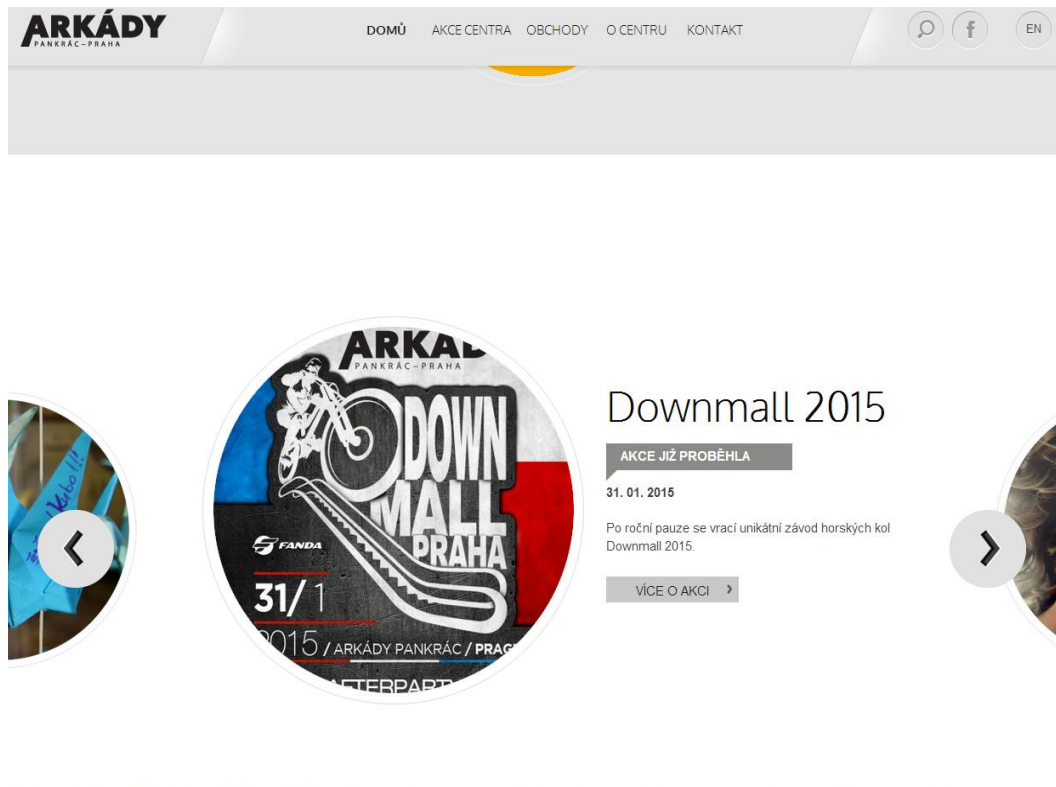 ARKÁDY
PANKRÁC–PRAHA
DOMŮ
AKCE CENTRA
OBCHODY
O CENTRU
KONTAKT
EN
ARKÁD
PANKRÁC–PRAHA
DOWN
MALL
PRAHA
FANDA
31/1
2015 / ARKÁDY PANKRÁC / PRAG
AFTERPART
Downmall 2015
AKCE JIŽ PROBĚHLA
31. 01. 2015
Po roční pauze se vrací unikátní závod horských kol
Downmall 2015.
VÍCE O AKCI